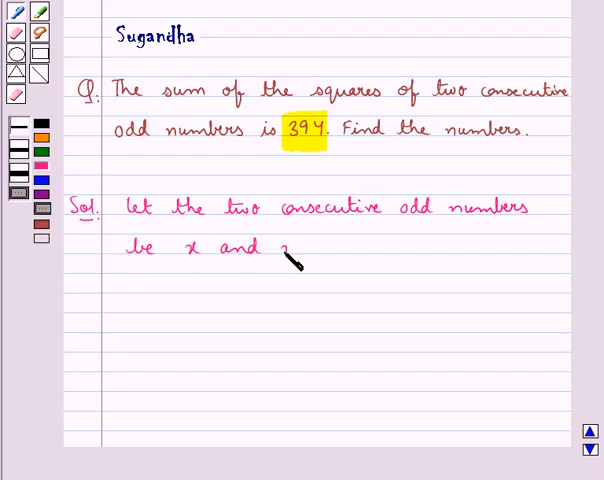 Sugandha
Q. The sum of the squares of two consecutive
odd numbers is 394. Find the numbers.
Sol. Let the two consecutive odd numbers
be x and